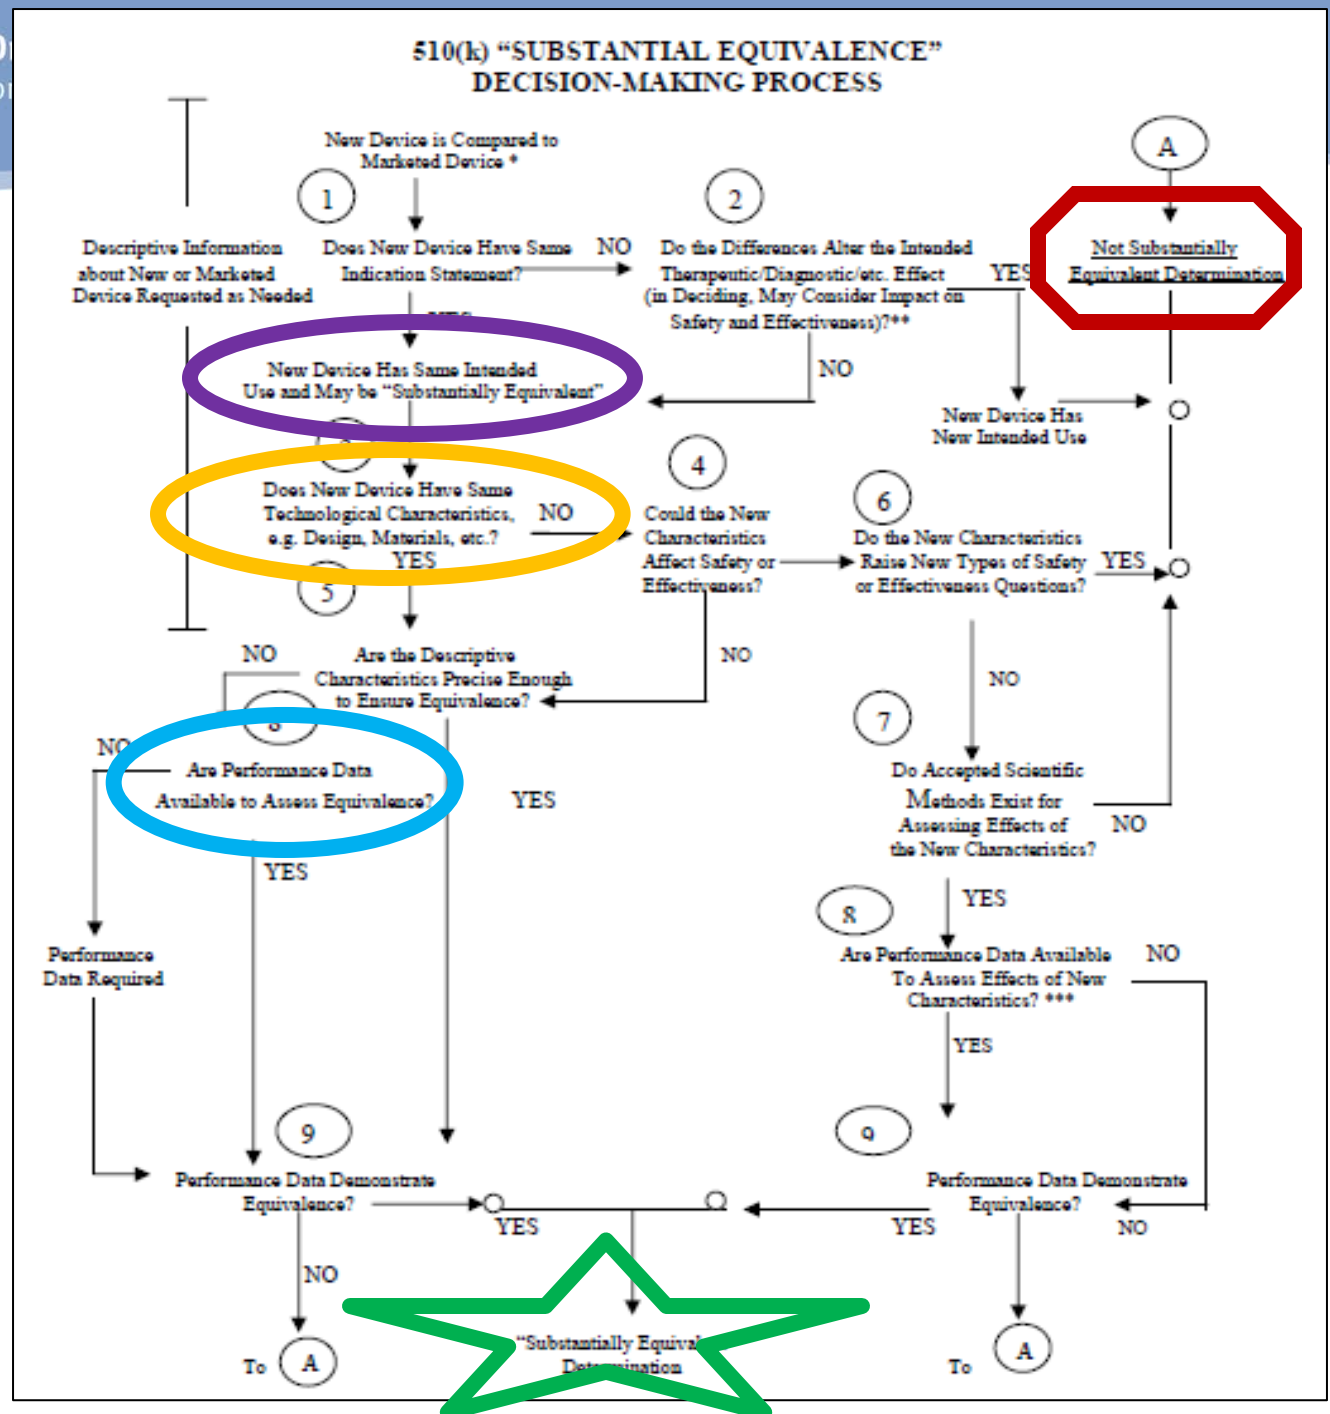 510(k) “SUBSTANTIAL EQUIVALENCE”
DECISION-MAKING PROCESS
New Device is Compared to
Marketed Device *
A
1
2
Descriptive Information
about New or Marketed
Device Requested as Needed
Does New Device Have Same
Indication Statement?
NO
Do the Differences Alter the Intended
Therapeutic/Diagnostic/etc. Effect
(in Deciding, May Consider Impact on
Safety and Effectiveness)?**
YES
Not Substantially
Equivalent Determination
YES
New Device Has Same Intended
Use and May be “Substantially Equivalent”
NO
New Device Has
New Intended Use
4
6
Does New Device Have Same
Technological Characteristics,
e.g. Design, Materials, etc.?
NO
YES
Could the New
Characteristics
Affect Safety or
Effectiveness?
Do the New Characteristics
Raise New Types of Safety
or Effectiveness Questions?
YES
5
NO
Are the Descriptive
Characteristics Precise Enough
to Ensure Equivalence?
NO
NO
7
8
NO
Are Performance Data
Available to Assess Equivalence?
YES
Do Accepted Scientific
Methods Exist for
Assessing Effects of
the New Characteristics?
NO
YES
YES
8
Performance
Data Required
Are Performance Data Available
To Assess Effects of New
Characteristics? ***
NO
YES
9
9
Performance Data Demonstrate
Equivalence?
YES
Performance Data Demonstrate
Equivalence?
YES
NO
NO
“Substantially
Determination
To
A
To
A